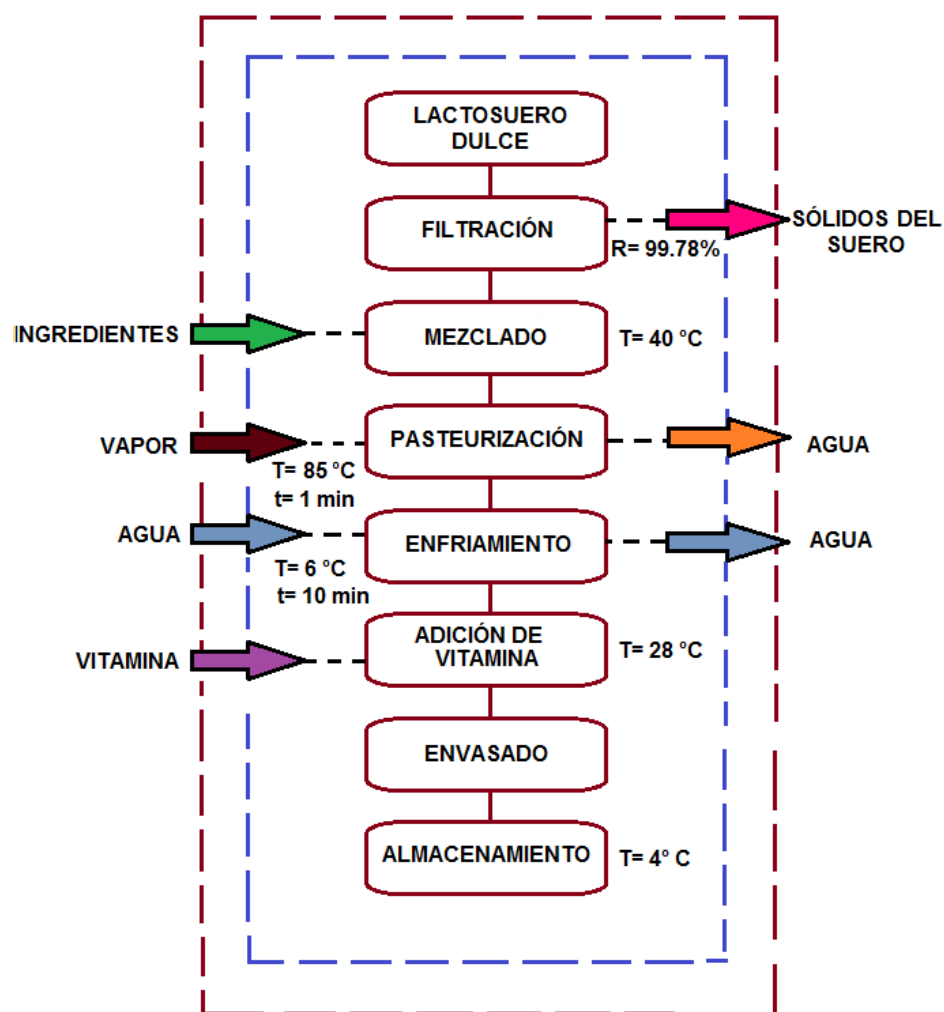 LACTOSUERO
DULCE
FILTRACIÓN
R= 99.78%
SÓLIDOS DEL
SUERO
INGREDIENTES
MEZCLADO
T= 40 °C
VAPOR
T= 85 °C
t= 1 min
PASTEURIZACIÓN
AGUA
AGUA
T= 6 °C
t= 10 min
ENFRIAMIENTO
AGUA
VITAMINA
ADICIÓN DE
VITAMINA
T= 28 °C
ENVASADO
ALMACENAMIENTO
T= 4° C